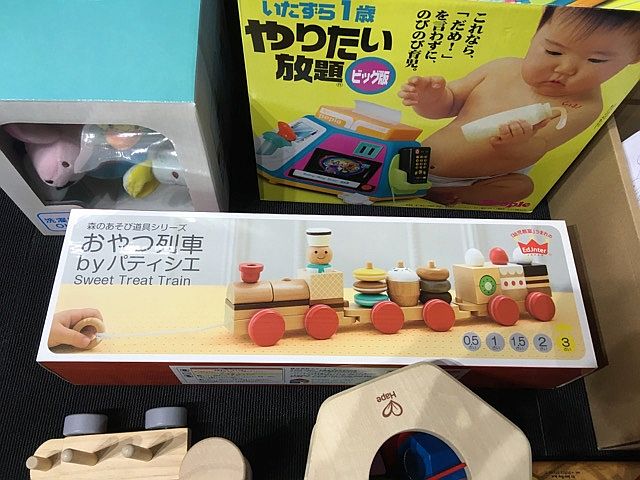 いたずら1歳
やりたい
放題
ビッグ版
これなら、
「だめ!」
を言わずに、
のびのび育児。
people
森のあそび道具シリーズ
おやつ列車
byパティシエ
Sweet Treat Train
Ed.Inter
0.5 1 1.5 2 3
Hape